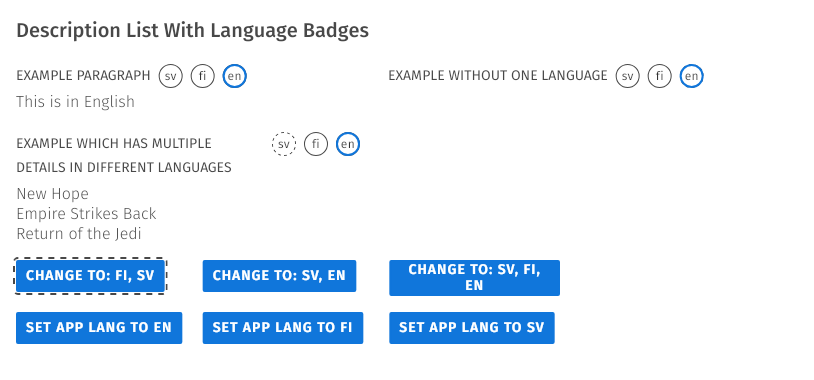 Description List With Language Badges
EXAMPLE PARAGRAPH sv fi en
This is in English
EXAMPLE WITHOUT ONE LANGUAGE sv fi en
EXAMPLE WHICH HAS MULTIPLE sv fi en
DETAILS IN DIFFERENT LANGUAGES
New Hope
Empire Strikes Back
Return of the Jedi
CHANGE TO: FI, SV
CHANGE TO: SV, EN
CHANGE TO: SV, FI,
EN
SET APP LANG TO EN
SET APP LANG TO FI
SET APP LANG TO SV